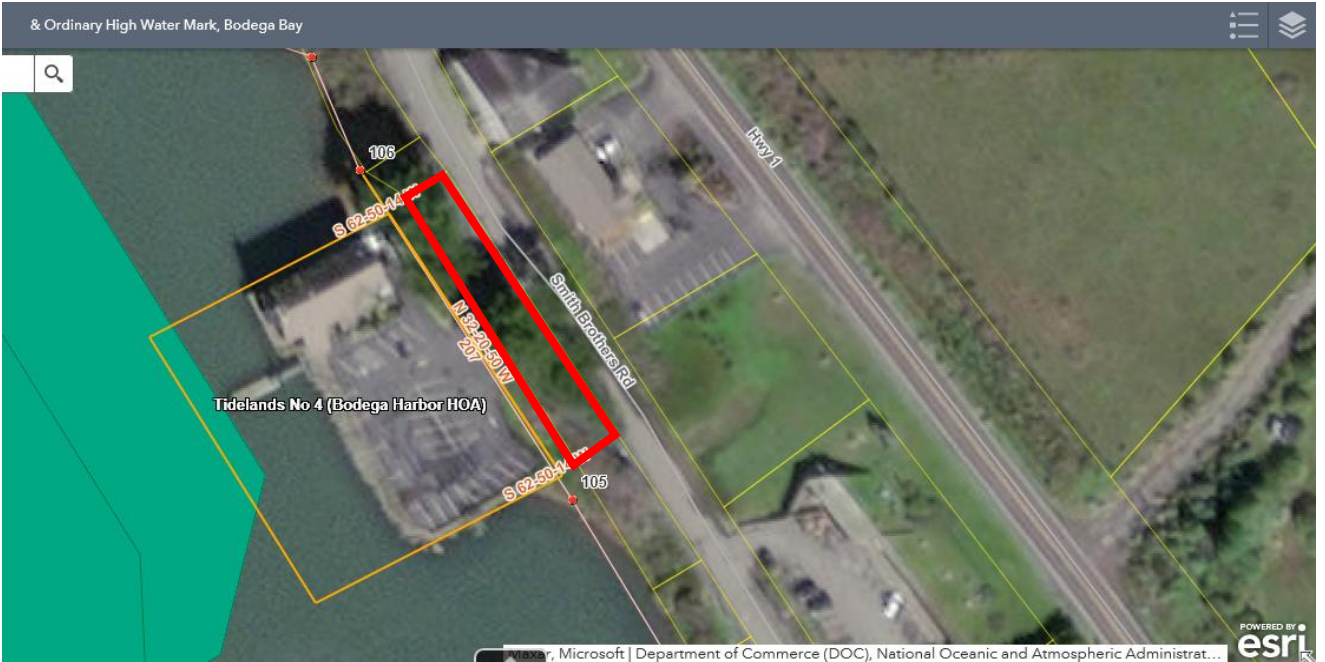 & Ordinary High Water Mark, Bodega Bay
106
S 62-50-14 W
Hwy 1
Smith Brothers Rd
N 32-20-50 W
207
Tidelands No 4 (Bodega Harbor HOA)
S 62-50-14 W
105
POWERED BY
esri
Maxar, Microsoft | Department of Commerce (DOC), National Oceanic and Atmospheric Administrat...